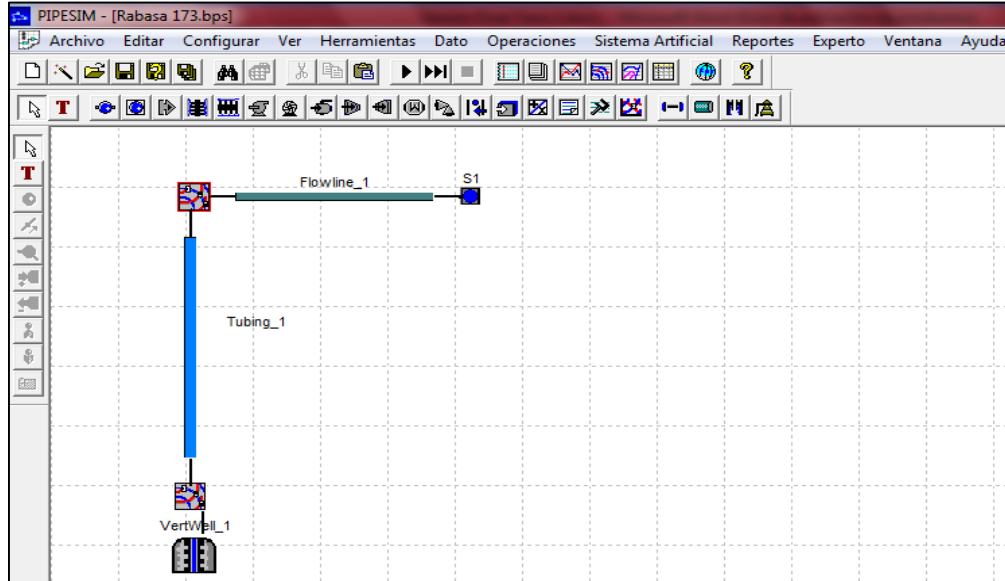 PIPESIM - [Rabasa 173.bps]
Archivo Editar Configurar Ver Herramientas Dato Operaciones Sistema Artificial Reportes Experto Ventana Ayuda
T
T
Flowline_1
S1
Tubing_1
VertWell_1